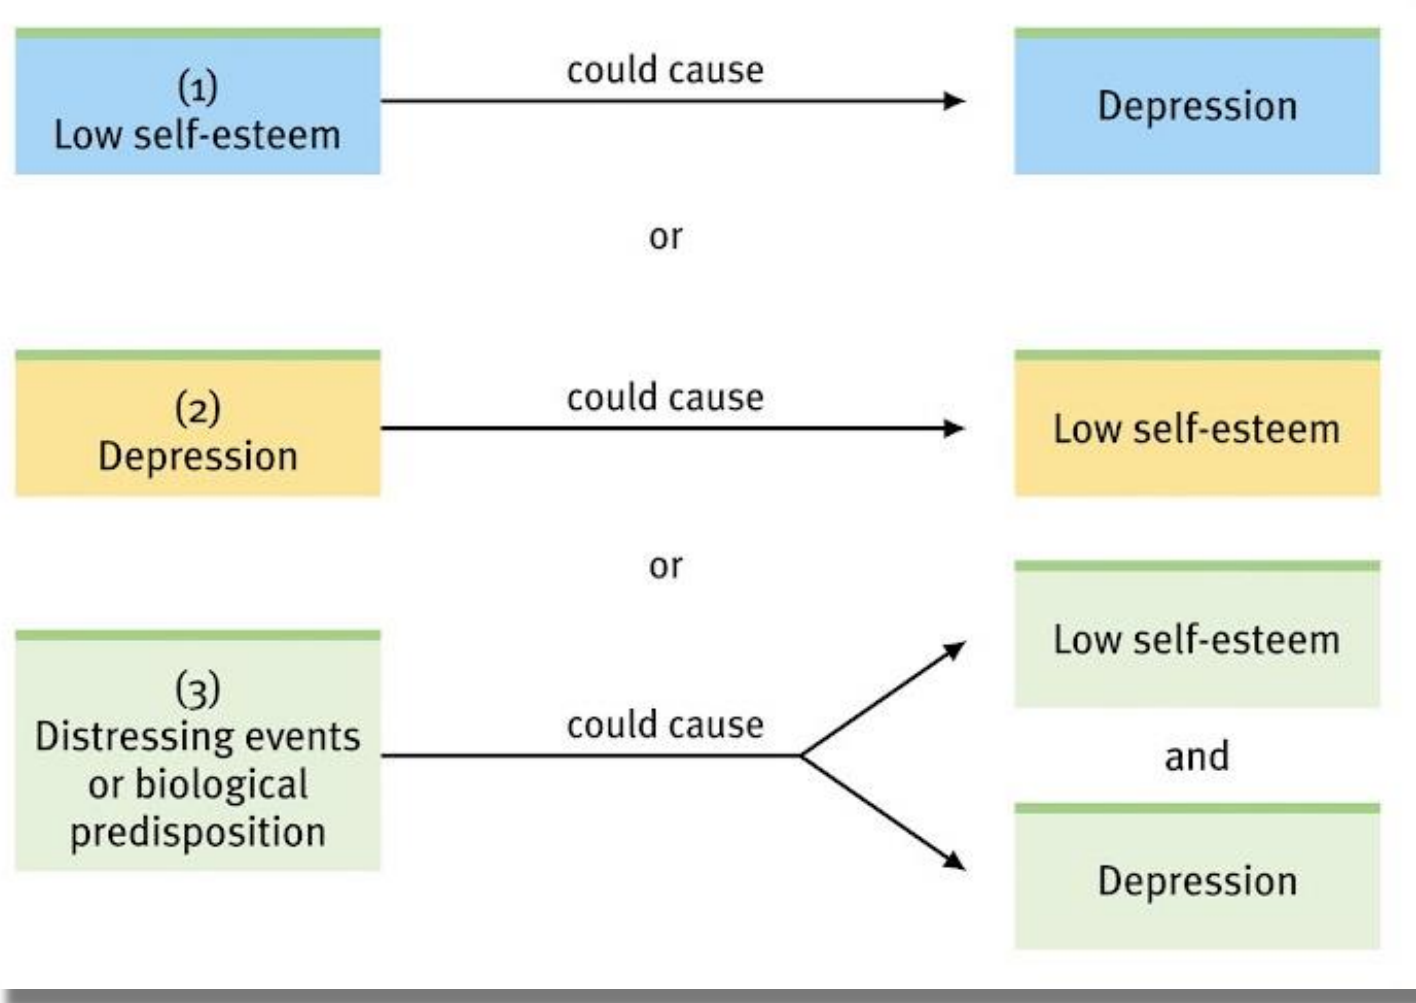 (1)
Low self-esteem
could cause
Depression
or
(2)
Depression
could cause
Low self-esteem
or
(3)
Distressing events
or biological
predisposition
could cause
Low self-esteem
and
Depression